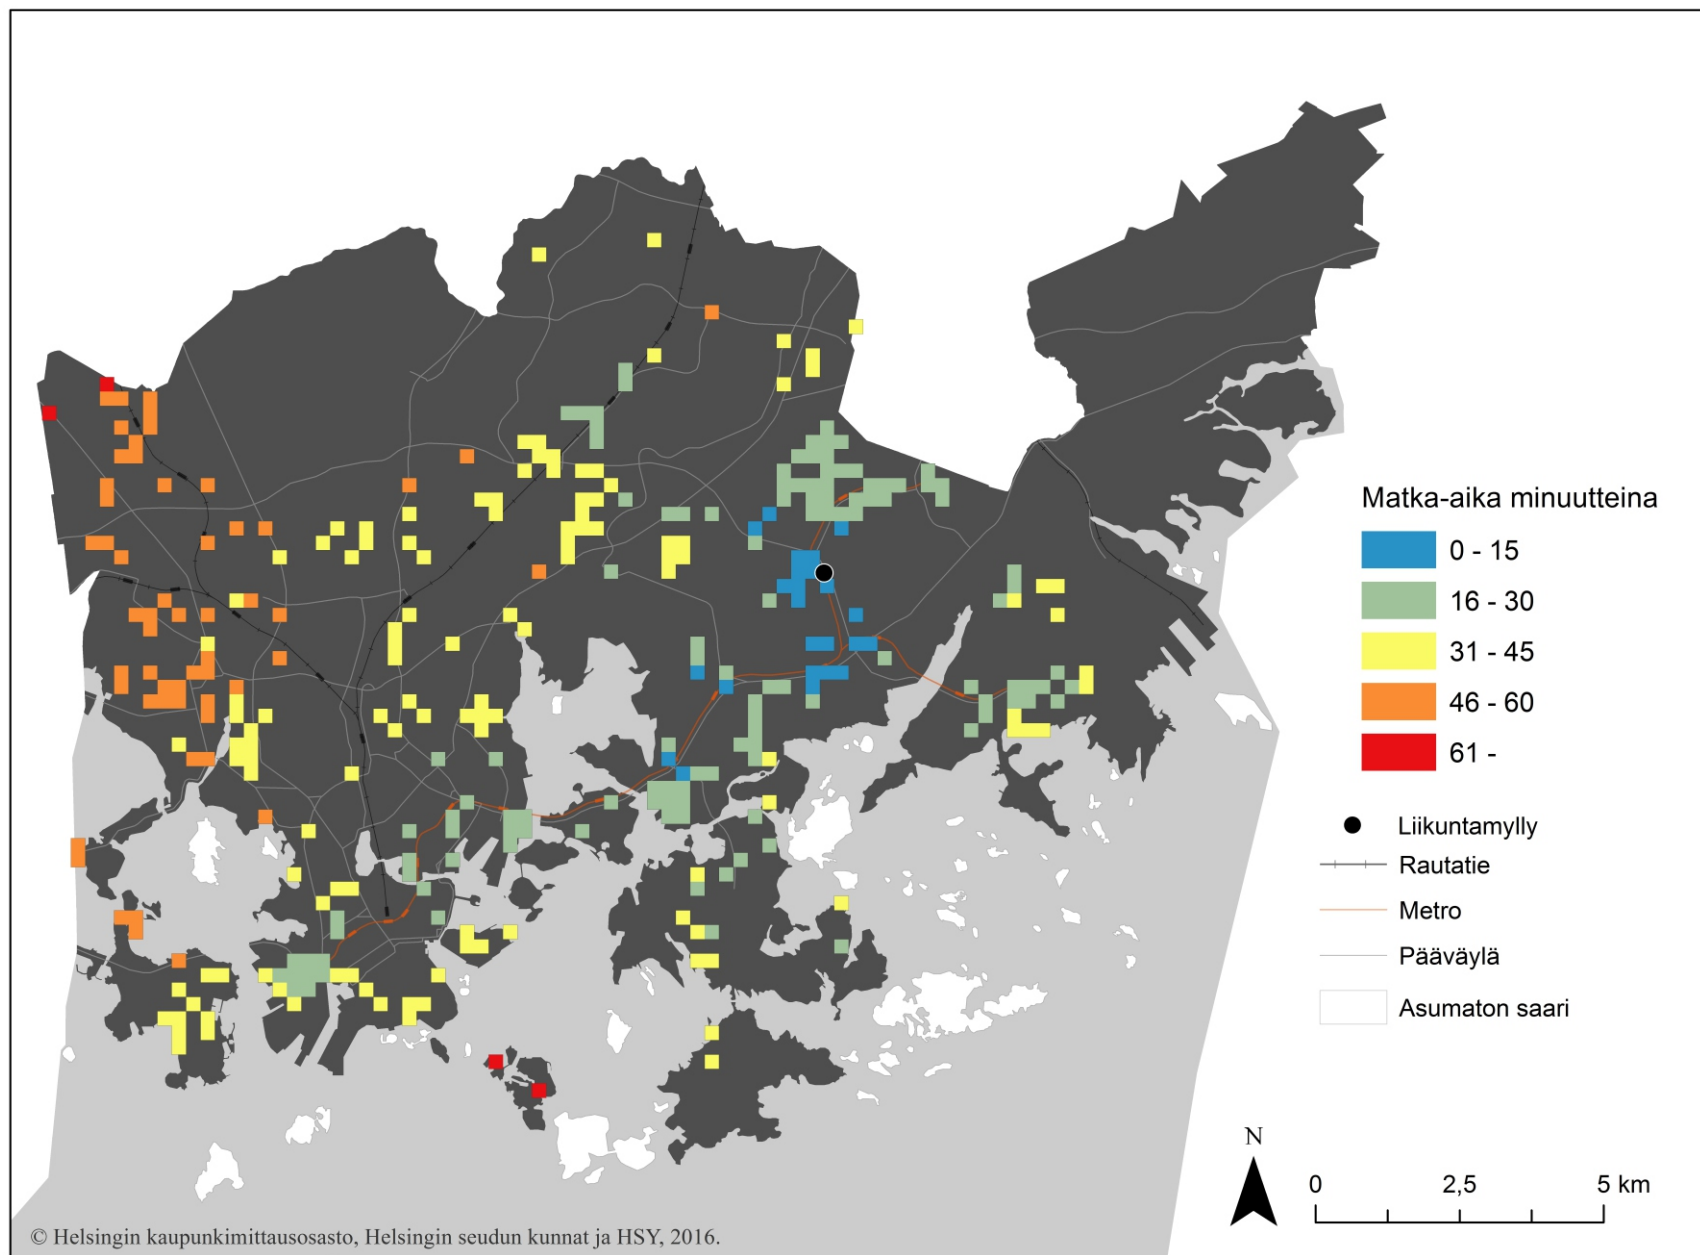 Matka-aika minuutteina
0 - 15
16 - 30
31 - 45
46 - 60
61 -
Liikuntamylly
Rautatie
Metro
Pääväylä
Asumaton saari
N
0 2,5 5 km
© Helsingin kaupunkimittausosasto, Helsingin seudun kunnat ja HSY, 2016.